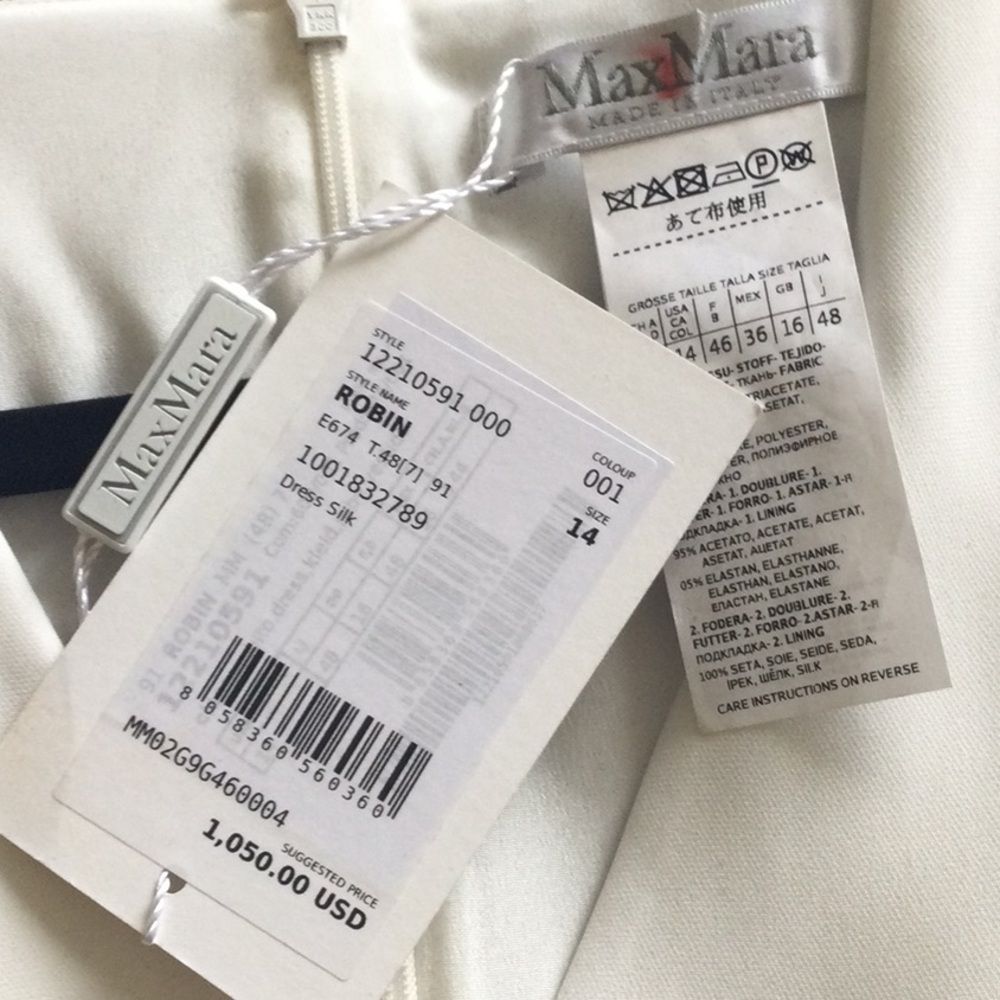 MaxMara
MADE IN ITALY
あて布使用
GRÖSSE TAILLE TALLA SIZE TAGLIA
USA CA COL F B MEX GB I J
14 46 36 16 48
STOFF- TEJIDO-
ТКАНЬ- FABRIC
TRIACETATE,
ASETAT,
POLYESTER,
ПОЛИЭФИРНОЕ
1. DOUBLURE- 1.
1. FORRO- 1. ASTAR- 1-Я
ПОДКЛАДКА- 1. LINING
95% ACETATO, ACETATE, ACETAT,
ASETAT, АЦЕТАТ
05% ELASTAN, ELASTHANNE,
ELASTHAN, ELASTANO,
ЕЛАСТАН, ELASTANE
2. FODERA- 2. DOUBLURE- 2.
FUTTER- 2. FORRO- 2.ASTAR- 2-Я
ПОДКЛАДКА- 2. LINING
100% SETA, SOIE, SEIDE, SEDA,
IPEK, ШЁЛК, SILK
CARE INSTRUCTIONS ON REVERSE
MaxMara
STYLE
12210591 000
STYLE NAME
ROBIN
E674 T.48[7] 91
1001832789
Dress Silk
COLOUP
001
SIZE
14
8 058360 560360
MM02G9G460004
SUGGESTED PRICE
1,050.00 USD